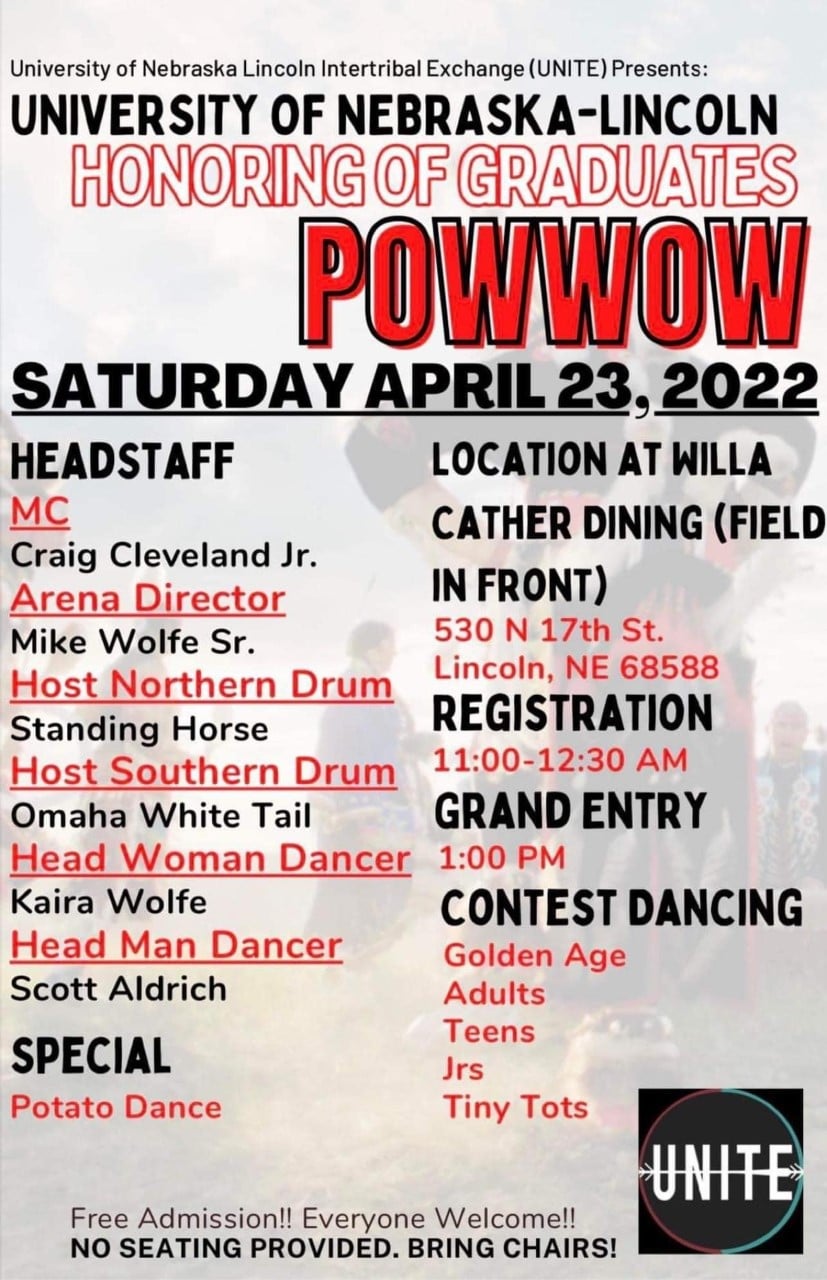 University of Nebraska Lincoln Intertribal Exchange (UNITE) Presents:
UNIVERSITY OF NEBRASKA-LINCOLN
HONORING OF GRADUATES
POWWOW
SATURDAY APRIL 23, 2022
HEADSTAFF
MC
Craig Cleveland Jr.
Arena Director
Mike Wolfe Sr.
Host Northern Drum
Standing Horse
Host Southern Drum
Omaha White Tail
Head Woman Dancer
Kaira Wolfe
Head Man Dancer
Scott Aldrich
SPECIAL
Potato Dance
LOCATION AT WILLA
CATHER DINING (FIELD
IN FRONT)
530 N 17th St.
Lincoln, NE 68588
REGISTRATION
11:00-12:30 AM
GRAND ENTRY
1:00 PM
CONTEST DANCING
Golden Age
Adults
Teens
Jrs
Tiny Tots
UNITE
Free Admission!! Everyone Welcome!!
NO SEATING PROVIDED. BRING CHAIRS!